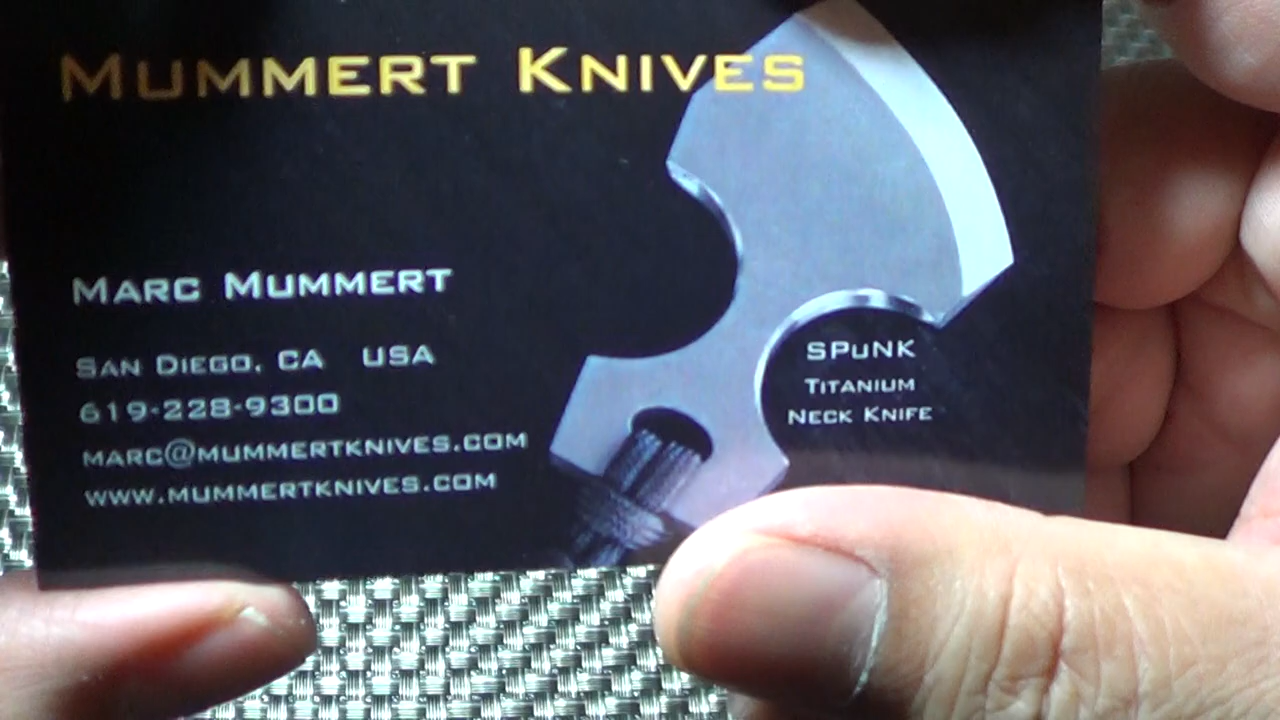 MUMMERT KNIVES
MARC MUMMERT
SAN DIEGO, CA USA
619-228-9300
MARC@MUMMERTKNIVES.COM
WWW.MUMMERTKNIVES.COM
SPuNK
TITANIUM
NECK KNIFE